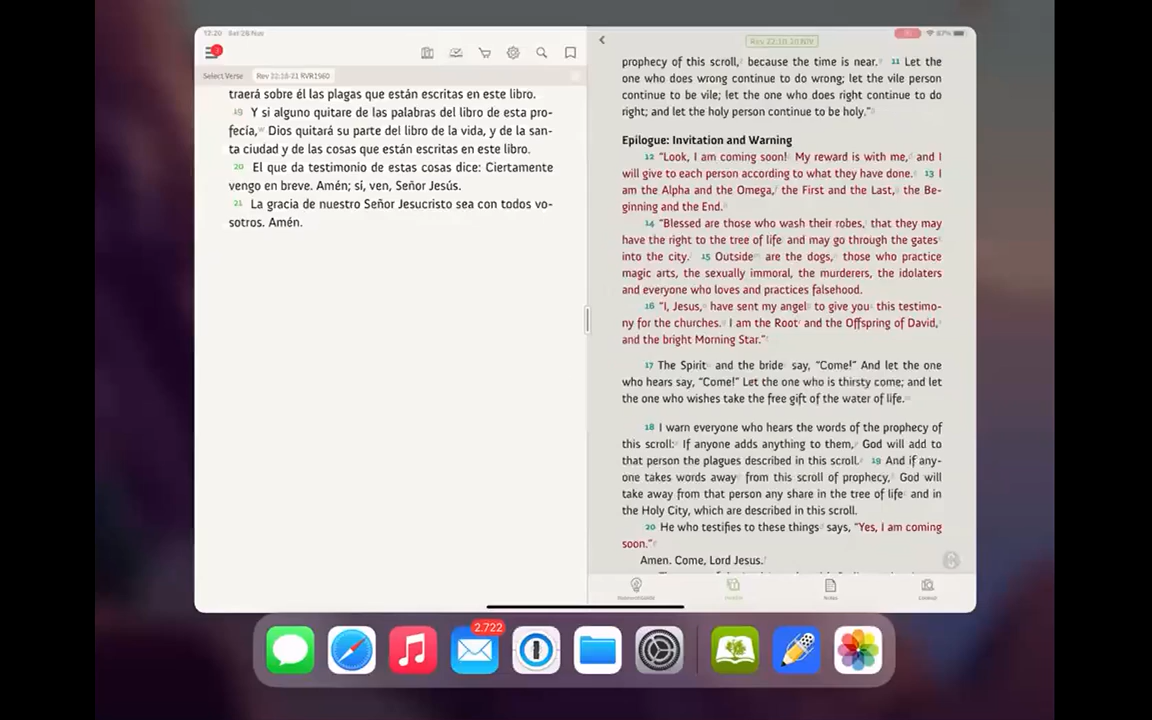 Sat 26 Nov
87%
Select Verse
Rev 22:18-21 RVR1960
traerá sobre él las plagas que están escritas en este libro.
19 Y si alguno quitare de las palabras del libro de esta pro-
fecía, Dios quitará su parte del libro de la vida, y de la san-
ta ciudad y de las cosas que están escritas en este libro.
20 El que da testimonio de estas cosas dice: Ciertamente
vengo en breve. Amén; sí, ven, Señor Jesús.
21 La gracia de nuestro Señor Jesucristo sea con todos vo-
sotros. Amén.
prophecy of this scroll, because the time is near. 11 Let the
one who does wrong continue to do wrong; let the vile person
continue to be vile; let the one who does right continue to do
right; and let the holy person continue to be holy.”
Epilogue: Invitation and Warning
12 “Look, I am coming soon! My reward is with me, and I
will give to each person according to what they have done. 13 I
am the Alpha and the Omega, the First and the Last, the Be-
ginning and the End.
14 “Blessed are those who wash their robes, that they may
have the right to the tree of life and may go through the gates
into the city. 15 Outside are the dogs, those who practice
magic arts, the sexually immoral, the murderers, the idolaters
and everyone who loves and practices falsehood.
16 “I, Jesus, have sent my angel to give you this testimo-
ny for the churches. I am the Root and the Offspring of David,
and the bright Morning Star.”
17 The Spirit and the bride say, “Come!” And let the one
who hears say, “Come!” Let the one who is thirsty come; and let
the one who wishes take the free gift of the water of life.
18 I warn everyone who hears the words of the prophecy of
this scroll: If anyone adds anything to them, God will add to
that person the plagues described in this scroll. 19 And if any-
one takes words away from this scroll of prophecy, God will
take away from that person any share in the tree of life and in
the Holy City, which are described in this scroll.
20 He who testifies to these things says, “Yes, I am coming
soon.”
Amen. Come, Lord Jesus.
Notes
2,722